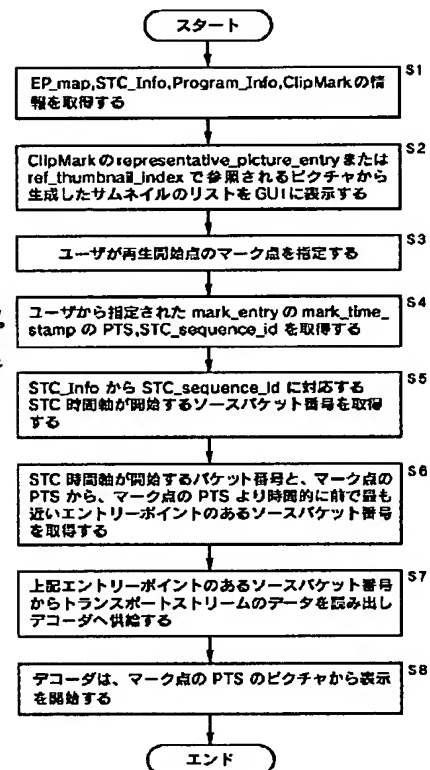 スタート
S1
EP_map,STC_Info,Program_Info,ClipMarkの情
報を取得する
S2
ClipMarkのrepresentative_picture_entryまたは
ref_thumbnail_indexで参照されるピクチャから
生成したサムネイルのリストをGUIに表示する
S3
ユーザが再生開始点のマーク点を指定する
S4
ユーザから指定された mark_entry の mark_time_
stamp の PTS,STC_sequence_id を取得する
S5
STC_Info から STC_sequence_id に対応する
STC 時間軸が開始するソースパケット番号を取得
する
S6
STC 時間軸が開始するパケット番号と、マーク点の
PTS から、マーク点の PTS より時間的に前で最も
近いエントリーポイントのあるソースパケット番号
を取得する
S7
上記エントリーポイントのあるソースパケット番号
からトランスポートストリームのデータを読み出し
デコーダへ供給する
S8
デコーダは、マーク点の PTS のピクチャから表示
を開始する
エンド